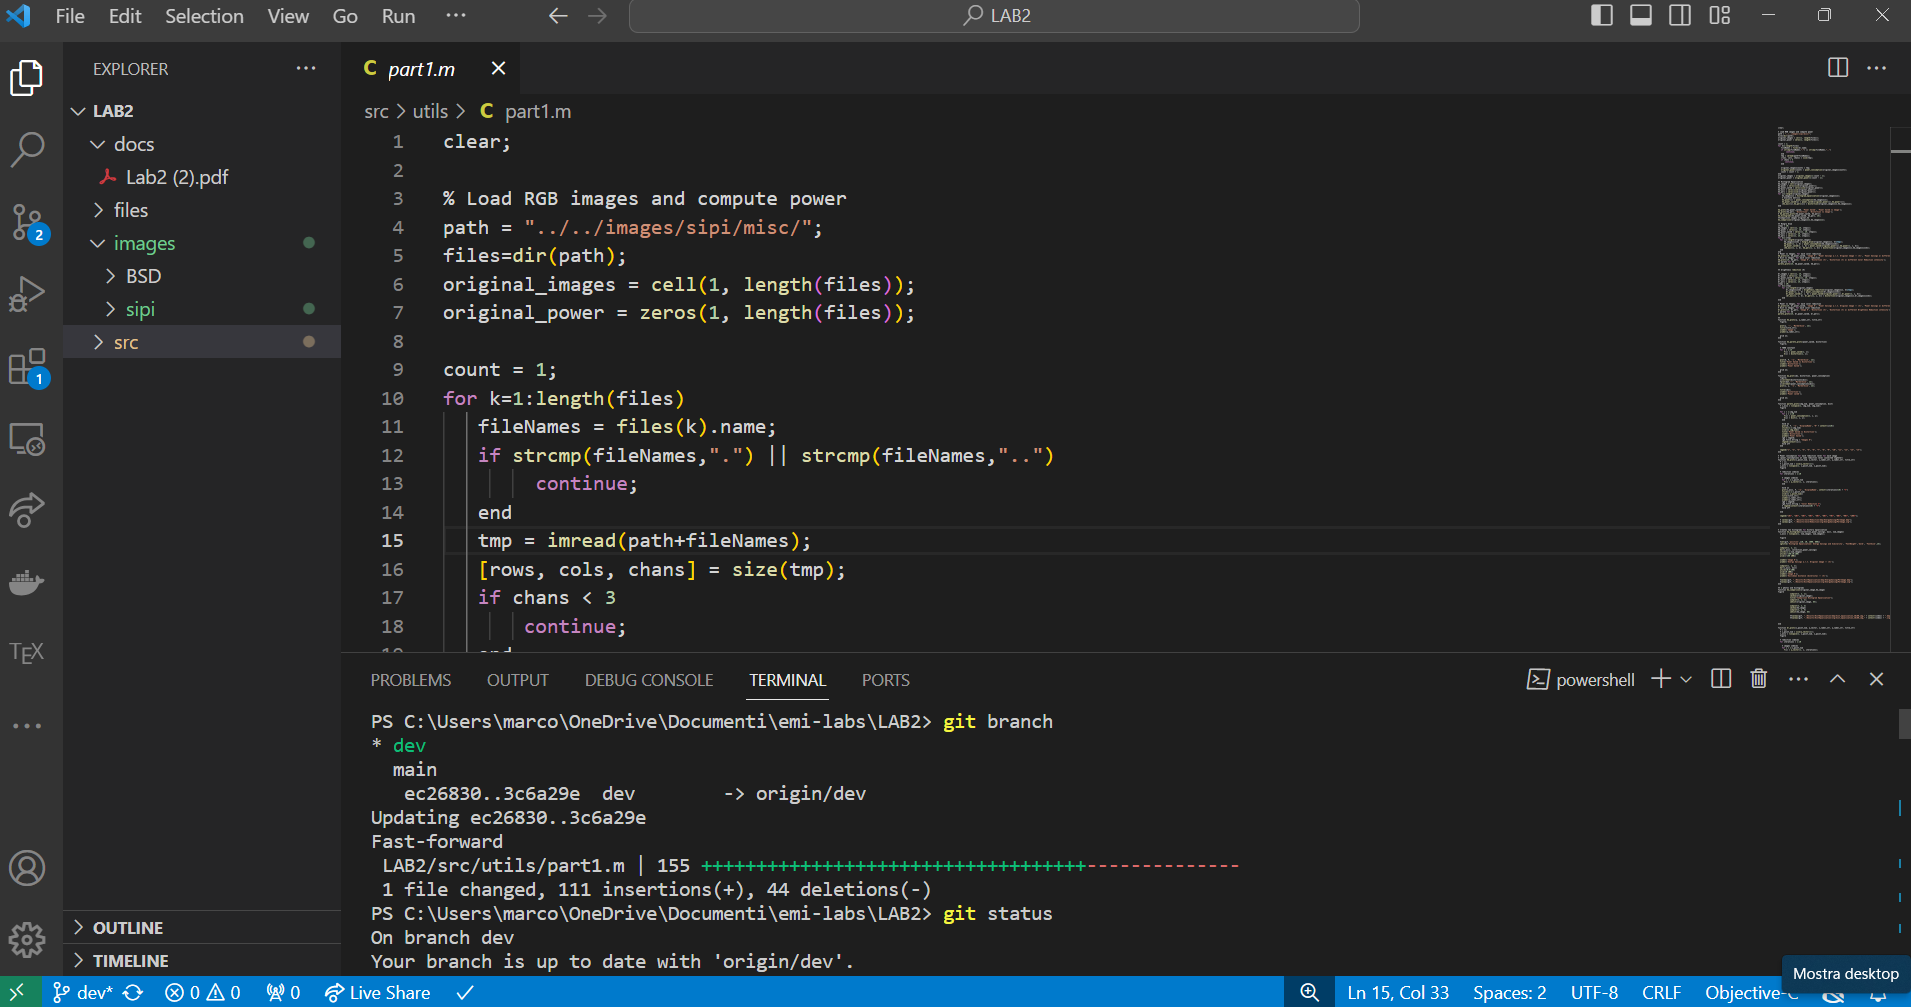 File Edit Selection View Go Run ···
LAB2
EXPLORER ···
LAB2
docs
Lab2 (2).pdf
files
images
BSD
sipi
src
OUTLINE
TIMELINE
2
1
TEX
C part1.m
src > utils > C part1.m
1 clear;
2
3 % Load RGB images and compute power
4 path = "../../images/sipi/misc/";
5 files=dir(path);
6 original_images = cell(1, length(files));
7 original_power = zeros(1, length(files));
8
9 count = 1;
10 for k=1:length(files)
11 fileNames = files(k).name;
12 if strcmp(fileNames,".") || strcmp(fileNames,"..")
13 continue;
14 end
15 tmp = imread(path+fileNames);
16 [rows, cols, chans] = size(tmp);
17 if chans < 3
18 continue;
19 end
PROBLEMS OUTPUT DEBUG CONSOLE TERMINAL PORTS
powershell
PS C:\Users\marco\OneDrive\Documenti\emi-labs\LAB2> git branch
* dev
main
ec26830..3c6a29e dev -> origin/dev
Updating ec26830..3c6a29e
Fast-forward
LAB2/src/utils/part1.m | 155 +++++++++++++++++++++++++++++++++++--------------
1 file changed, 111 insertions(+), 44 deletions(-)
PS C:\Users\marco\OneDrive\Documenti\emi-labs\LAB2> git status
On branch dev
Your branch is up to date with 'origin/dev'.
Mostra desktop
dev* 0 0 0 Live Share Ln 15, Col 33 Spaces: 2 UTF-8 CRLF Objective-C